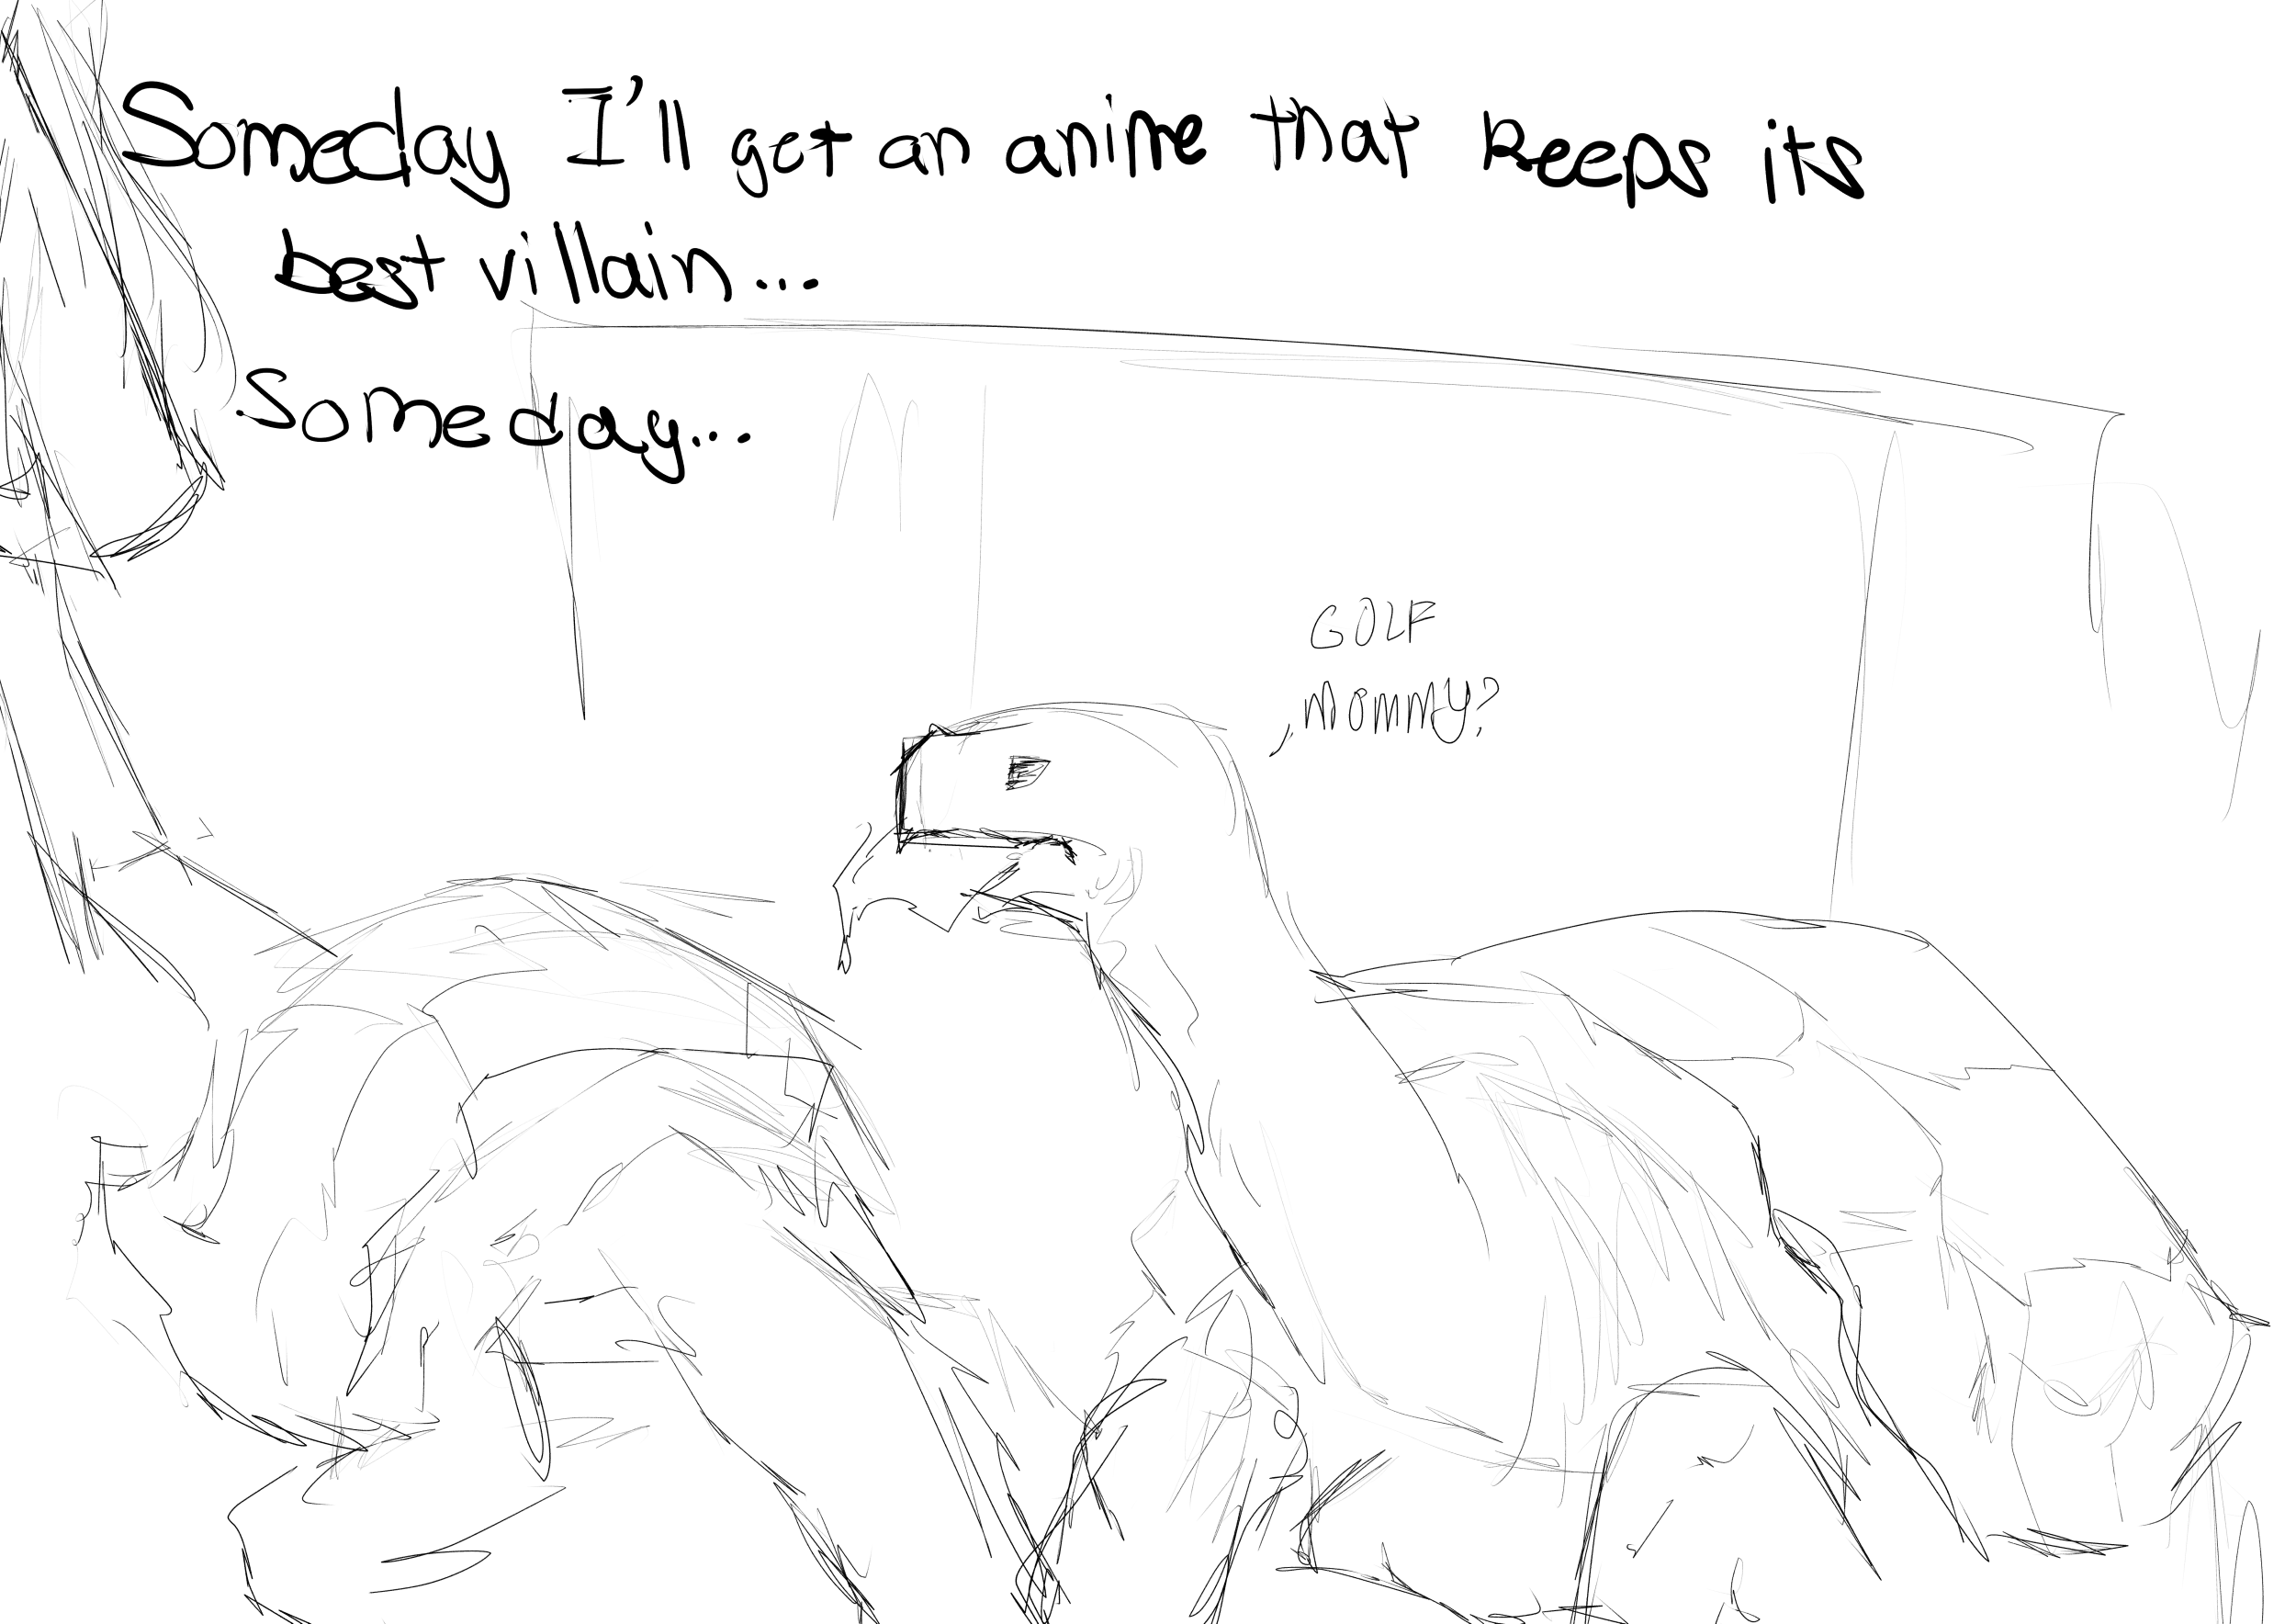 Someday I'll get an anime that keeps its
best villain...
Someday...
GOLF
MOMMY?